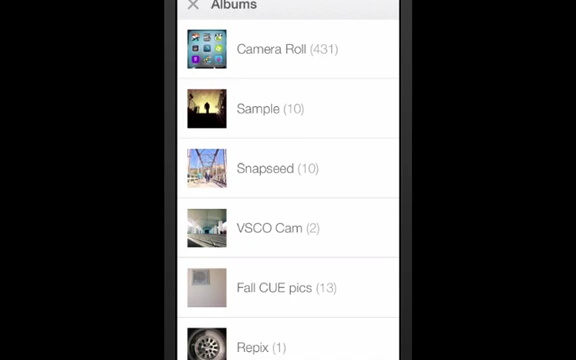 Albums
Camera Roll (431)
Sample (10)
Snapseed (10)
VSCO Cam (2)
Fall CUE pics (13)
Repix (1)